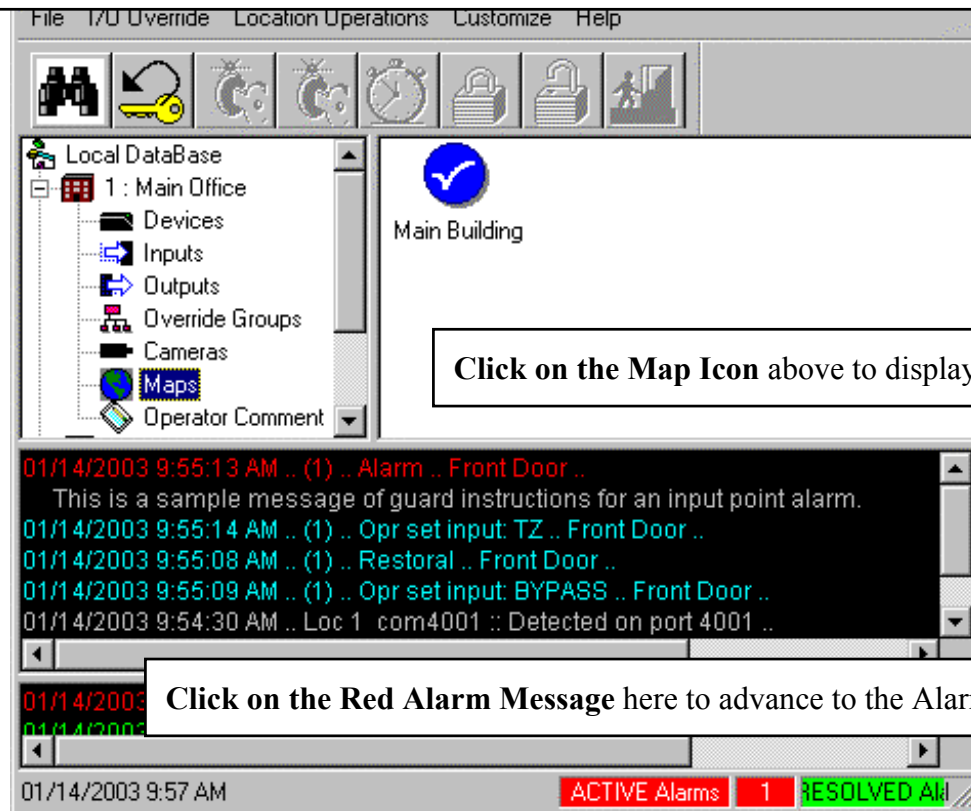 File I/O Override Location Operations Customize Help
Local DataBase
1 : Main Office
Devices
Inputs
Outputs
Override Groups
Cameras
Maps
Operator Comment
Main Building
Click on the Map Icon above to display
01/14/2003 9:55:13 AM .. (1) .. Alarm .. Front Door ..
This is a sample message of guard instructions for an input point alarm.
01/14/2003 9:55:14 AM .. (1) .. Opr set input: TZ .. Front Door ..
01/14/2003 9:55:08 AM .. (1) .. Restoral .. Front Door ..
01/14/2003 9:55:09 AM .. (1) .. Opr set input: BYPASS .. Front Door ..
01/14/2003 9:54:30 AM .. Loc 1 com4001 :: Detected on port 4001 ..
Click on the Red Alarm Message here to advance to the Alar
01/14/2003
01/14/2003
01/14/2003 9:57 AM
ACTIVE Alarms 1 RESOLVED Al